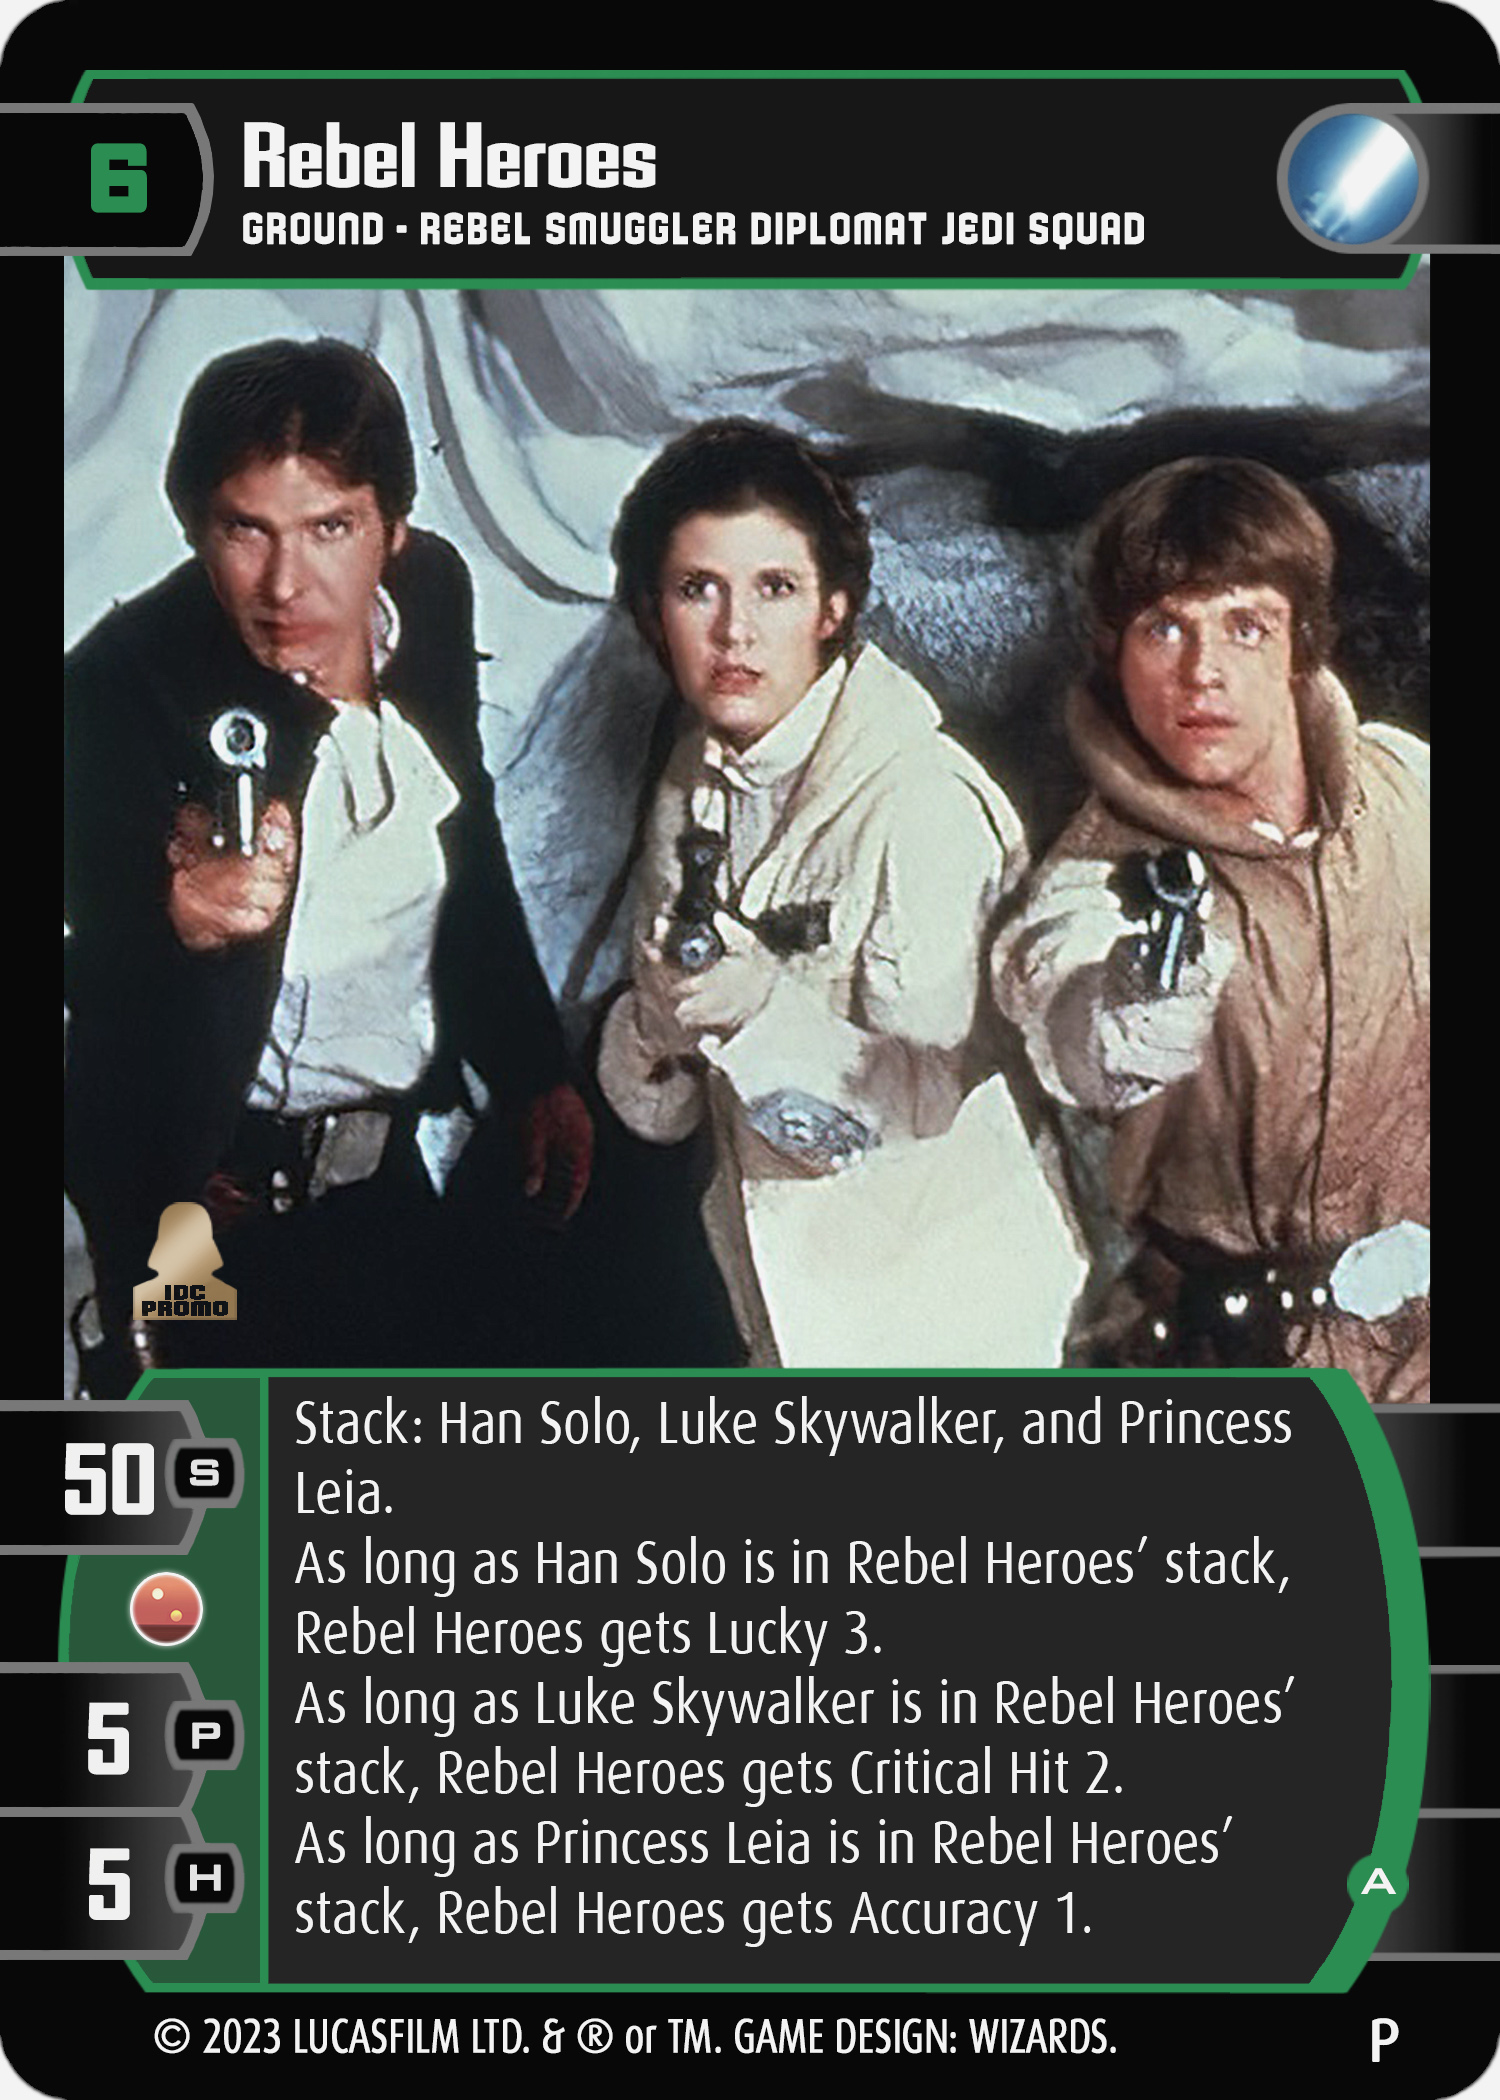 6
Rebel Heroes
GROUND - REBEL SMUGGLER DIPLOMAT JEDI SQUAD
IDC
PROMO
50 S
5 P
5 H
Stack: Han Solo, Luke Skywalker, and Princess
Leia.
As long as Han Solo is in Rebel Heroes’ stack,
Rebel Heroes gets Lucky 3.
As long as Luke Skywalker is in Rebel Heroes’
stack, Rebel Heroes gets Critical Hit 2.
As long as Princess Leia is in Rebel Heroes’
stack, Rebel Heroes gets Accuracy 1.
A
© 2023 LUCASFILM LTD. & ® or TM. GAME DESIGN: WIZARDS.
P